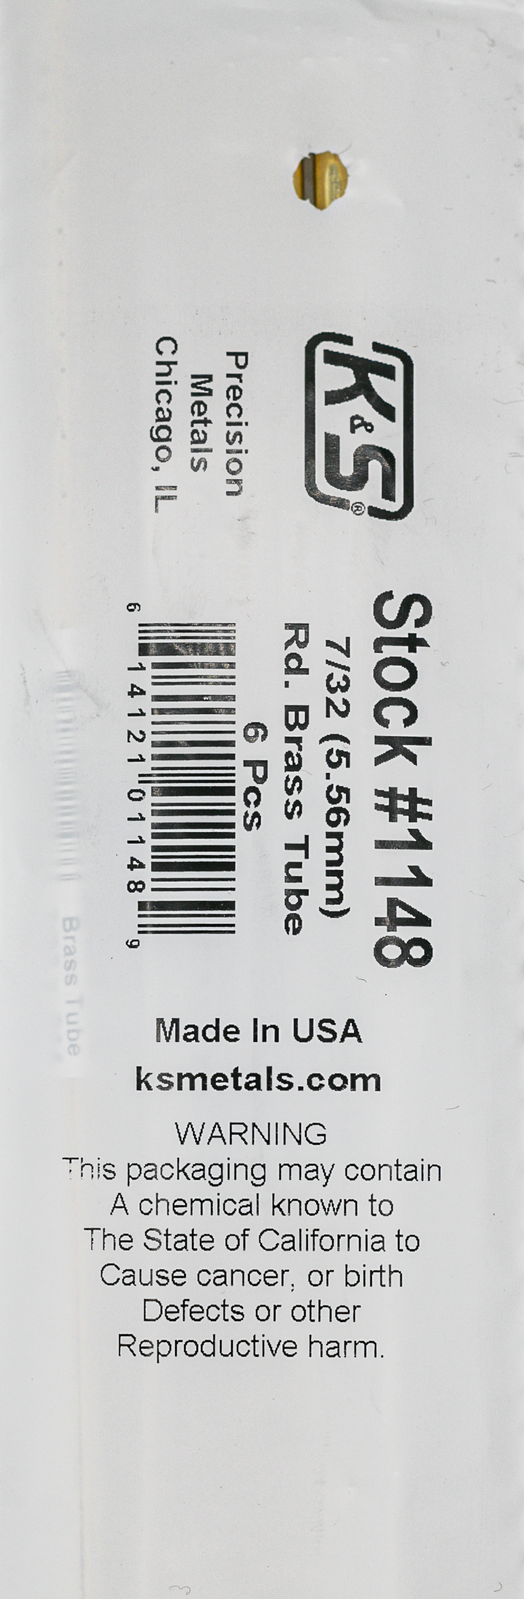 K&S®
Precision
Metals
Chicago, IL
Stock #1148
7/32 (5.56mm)
Rd. Brass Tube
6 Pcs
6 14121 01148 9
Made In USA
ksmetals.com
WARNING
This packaging may contain
A chemical known to
The State of California to
Cause cancer, or birth
Defects or other
Reproductive harm.
Brass Tube